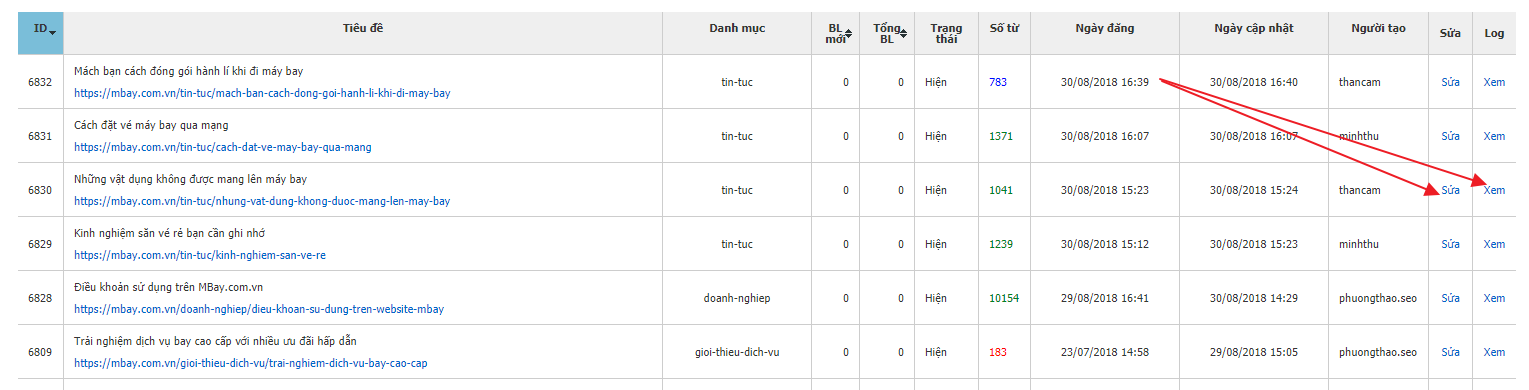 ID Tiêu đề Danh mục BL mới Tổng BL Trạng thái Số từ Ngày đăng Ngày cập nhật Người tạo Sửa Log
Mách bạn cách đóng gói hành lí khi đi máy bay
6832 https://mbay.com.vn/tin-tuc/mach-ban-cach-dong-goi-hanh-li-khi-di-may-bay tin-tuc 0 0 Hiện 783 30/08/2018 16:39 30/08/2018 16:40 thancam Sửa Xem
Cách đặt vé máy bay qua mạng
6831 https://mbay.com.vn/tin-tuc/cach-dat-ve-may-bay-qua-mang tin-tuc 0 0 Hiện 1371 30/08/2018 16:07 30/08/2018 16:07 minhthu Sửa Xem
Những vật dụng không được mang lên máy bay
6830 https://mbay.com.vn/tin-tuc/nhung-vat-dung-khong-duoc-mang-len-may-bay tin-tuc 0 0 Hiện 1041 30/08/2018 15:23 30/08/2018 15:24 thancam Sửa Xem
Kinh nghiệm săn vé rẻ bạn cần ghi nhớ
6829 https://mbay.com.vn/tin-tuc/kinh-nghiem-san-ve-re tin-tuc 0 0 Hiện 1239 30/08/2018 15:12 30/08/2018 15:23 minhthu Sửa Xem
Điều khoản sử dụng trên MBay.com.vn
6828 https://mbay.com.vn/doanh-nghiep/dieu-khoan-su-dung-tren-website-mbay doanh-nghiep 0 0 Hiện 10154 29/08/2018 16:41 30/08/2018 14:29 phuongthao.seo Sửa Xem
Trải nghiệm dịch vụ bay cao cấp với nhiều ưu đãi hấp dẫn
6809 https://mbay.com.vn/gioi-thieu-dich-vu/trai-nghiem-dich-vu-bay-cao-cap gioi-thieu-dich-vu 0 0 Hiện 183 23/07/2018 14:58 29/08/2018 15:05 phuongthao.seo Sửa Xem